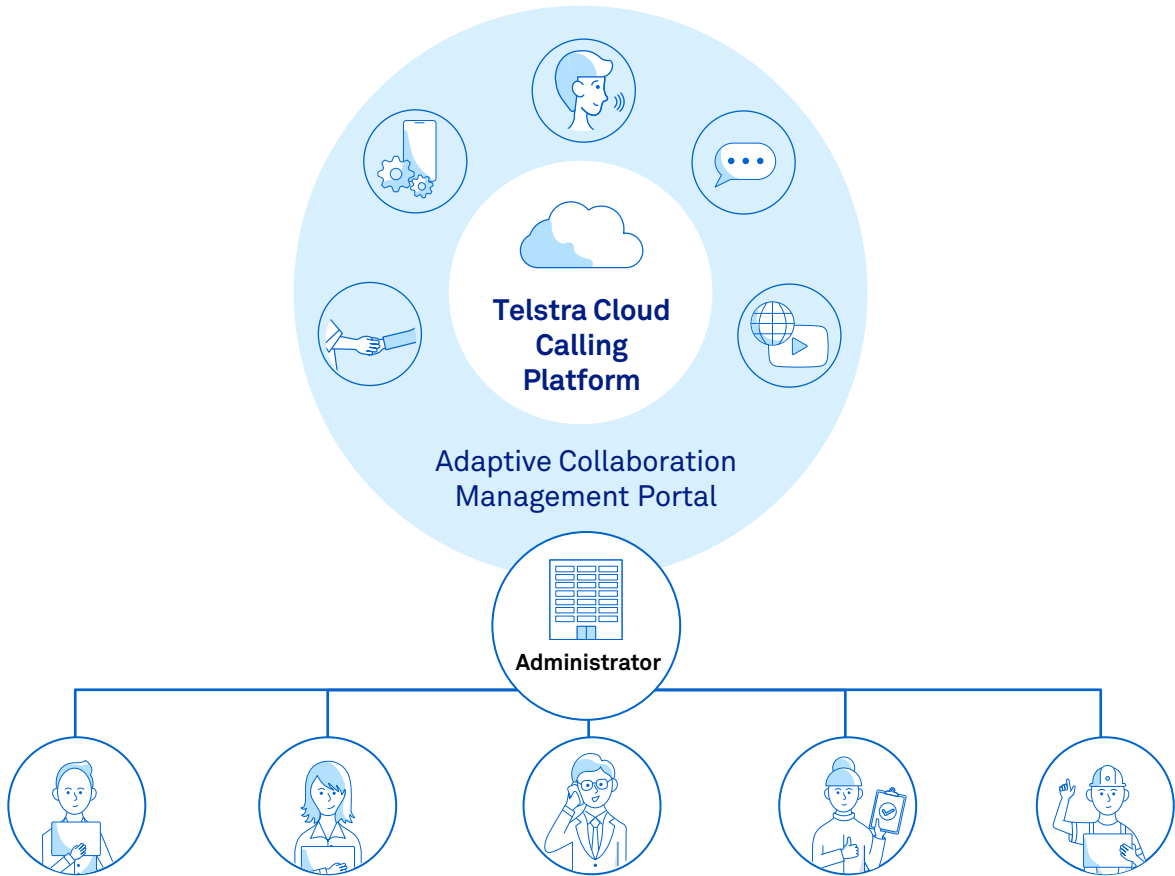 Telstra Cloud
Calling
Platform
Adaptive Collaboration
Management Portal
Administrator